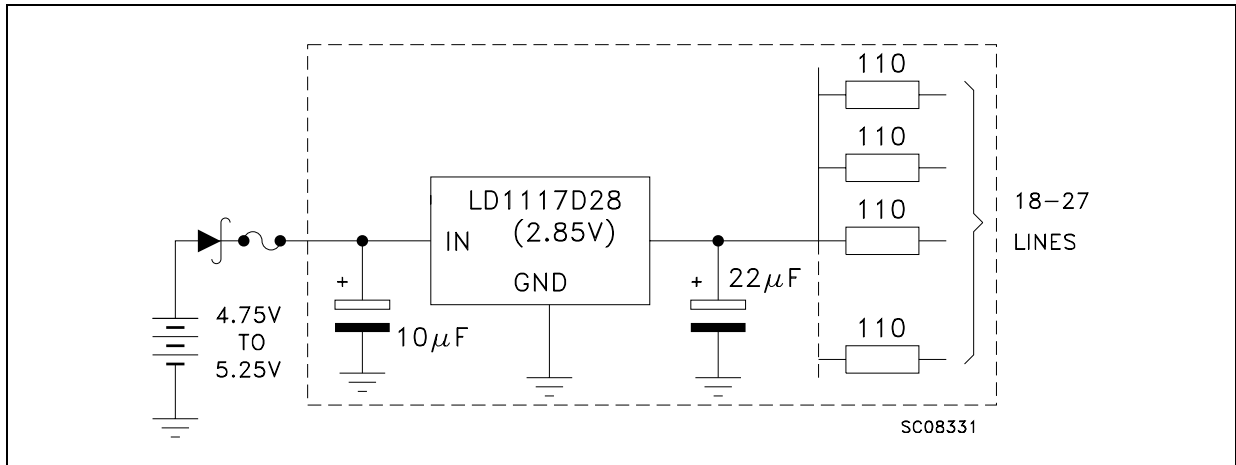 110
110
110
110
18-27
LINES
LD1117D28
(2.85V)
IN
GND
+
10µF
+
22µF
4.75V
TO
5.25V
SC08331